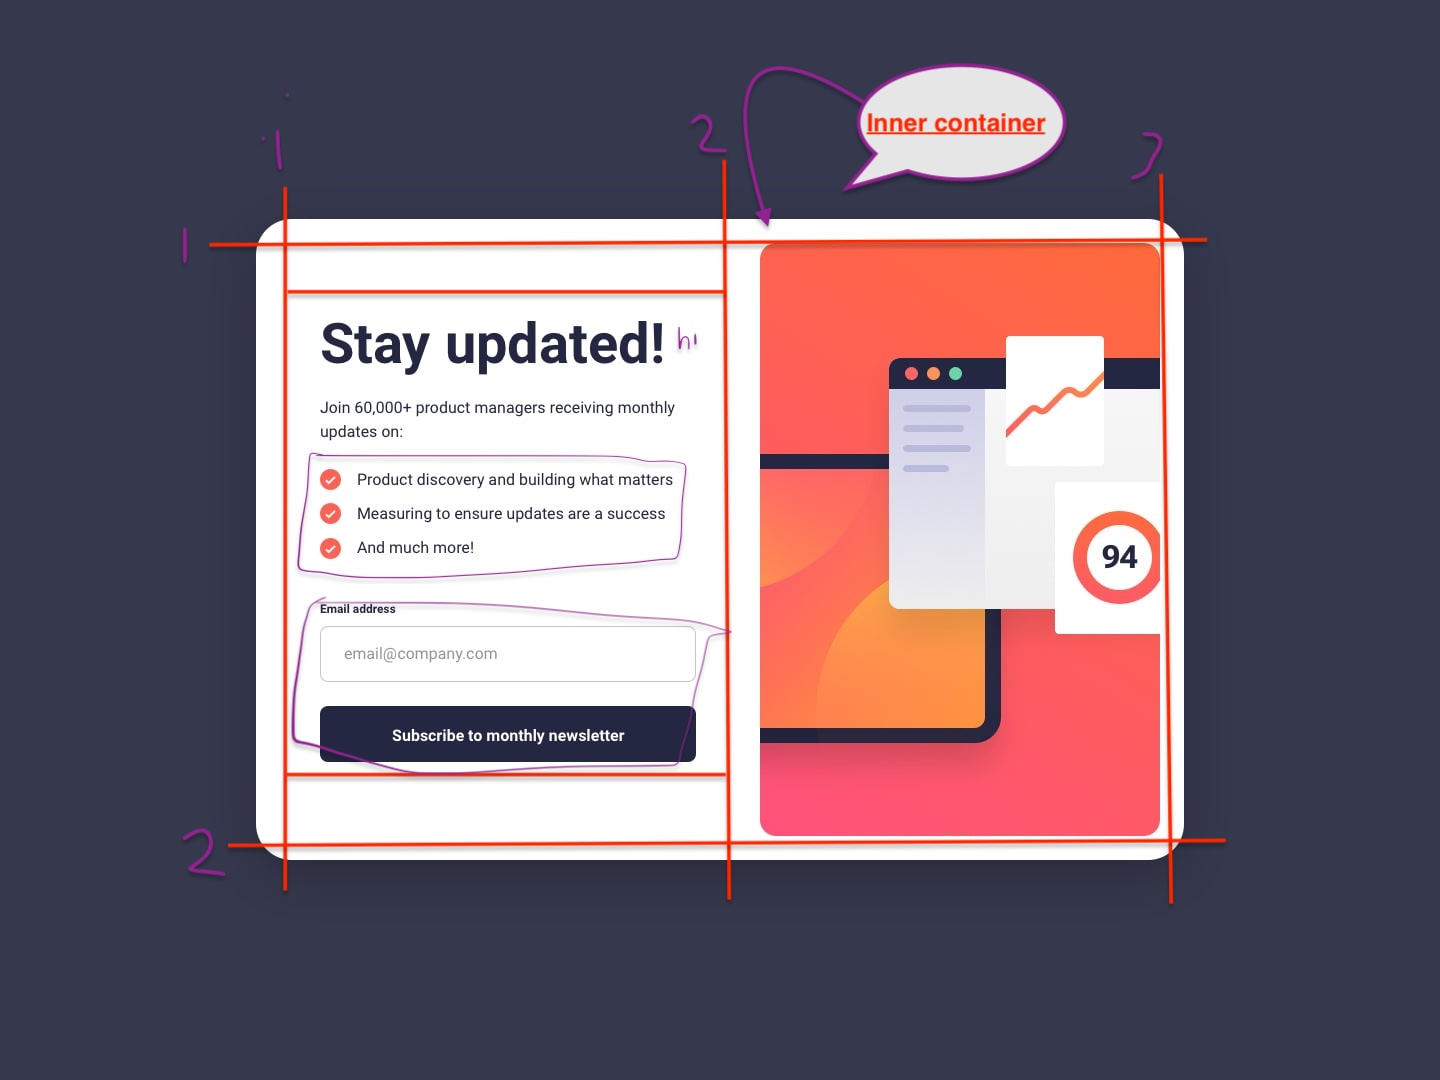 1
2
3
Inner container
1
Stay updated! h1
Join 60,000+ product managers receiving monthly
updates on:
Product discovery and building what matters
Measuring to ensure updates are a success
And much more!
94
Email address
email@company.com
Subscribe to monthly newsletter
2